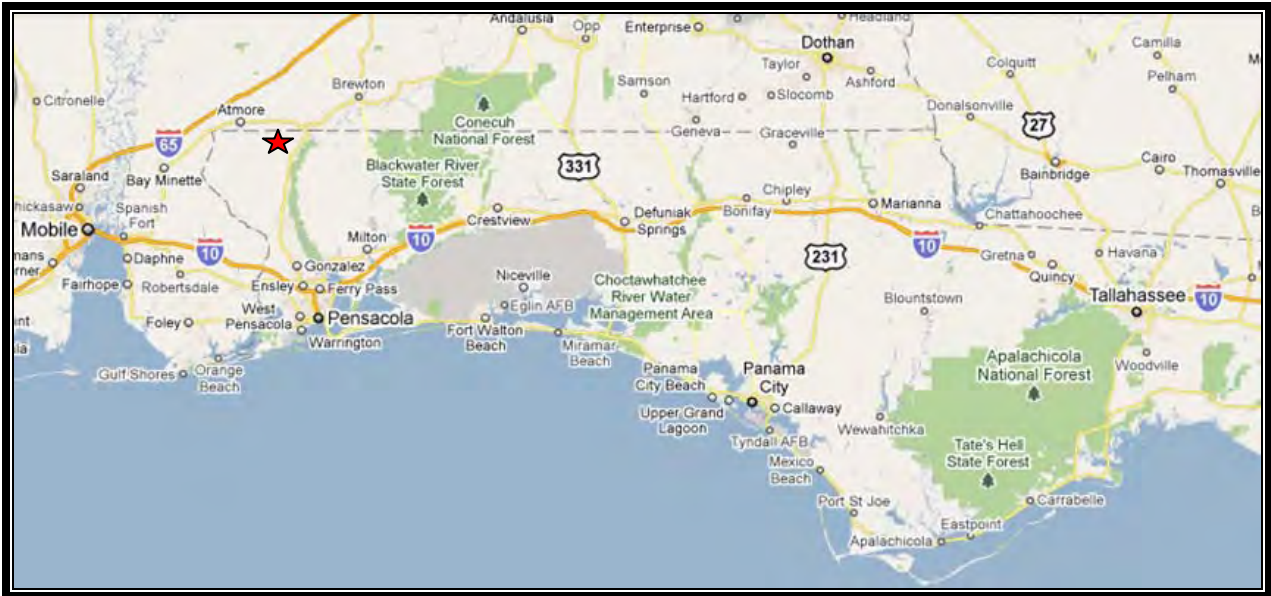 Andalusia
Opp
Enterprise
Headland
Dothan
Taylor
Ashford
Slocomb
Hartford
Samson
Geneva
Graceville
Colquitt
Camilla
Pelham
Donalsonville
27
Bainbridge
Cairo
Thomasville
Citronelle
Brewton
Atmore
65
Conecuh
National Forest
331
Blackwater River
State Forest
Saraland
Bay Minette
hickasaw
Spanish
Fort
Mobile
Daphne
Fairhope
Robertsdale
10
Foley
Gulf Shores
Orange
Beach
Milton
Gonzalez
Ensley
Ferry Pass
West
Pensacola
Pensacola
Warrington
10
Crestview
Defuniak
Springs
Bonifay
Chipley
Marianna
Chattahoochee
10
231
Gretna
Quincy
Havana
Tallahassee
10
Woodville
Niceville
Eglin AFB
Fort Walton
Beach
Miramar
Beach
Choctawhatchee
River Water
Management Area
Blountstown
Panama
City Beach
Panama
City
Callaway
Upper Grand
Lagoon
Tyndall AFB
Mexico
Beach
Wewahitchka
Apalachicola
National Forest
Tate's Hell
State Forest
Port St Joe
Apalachicola
Eastpoint
Carrabelle